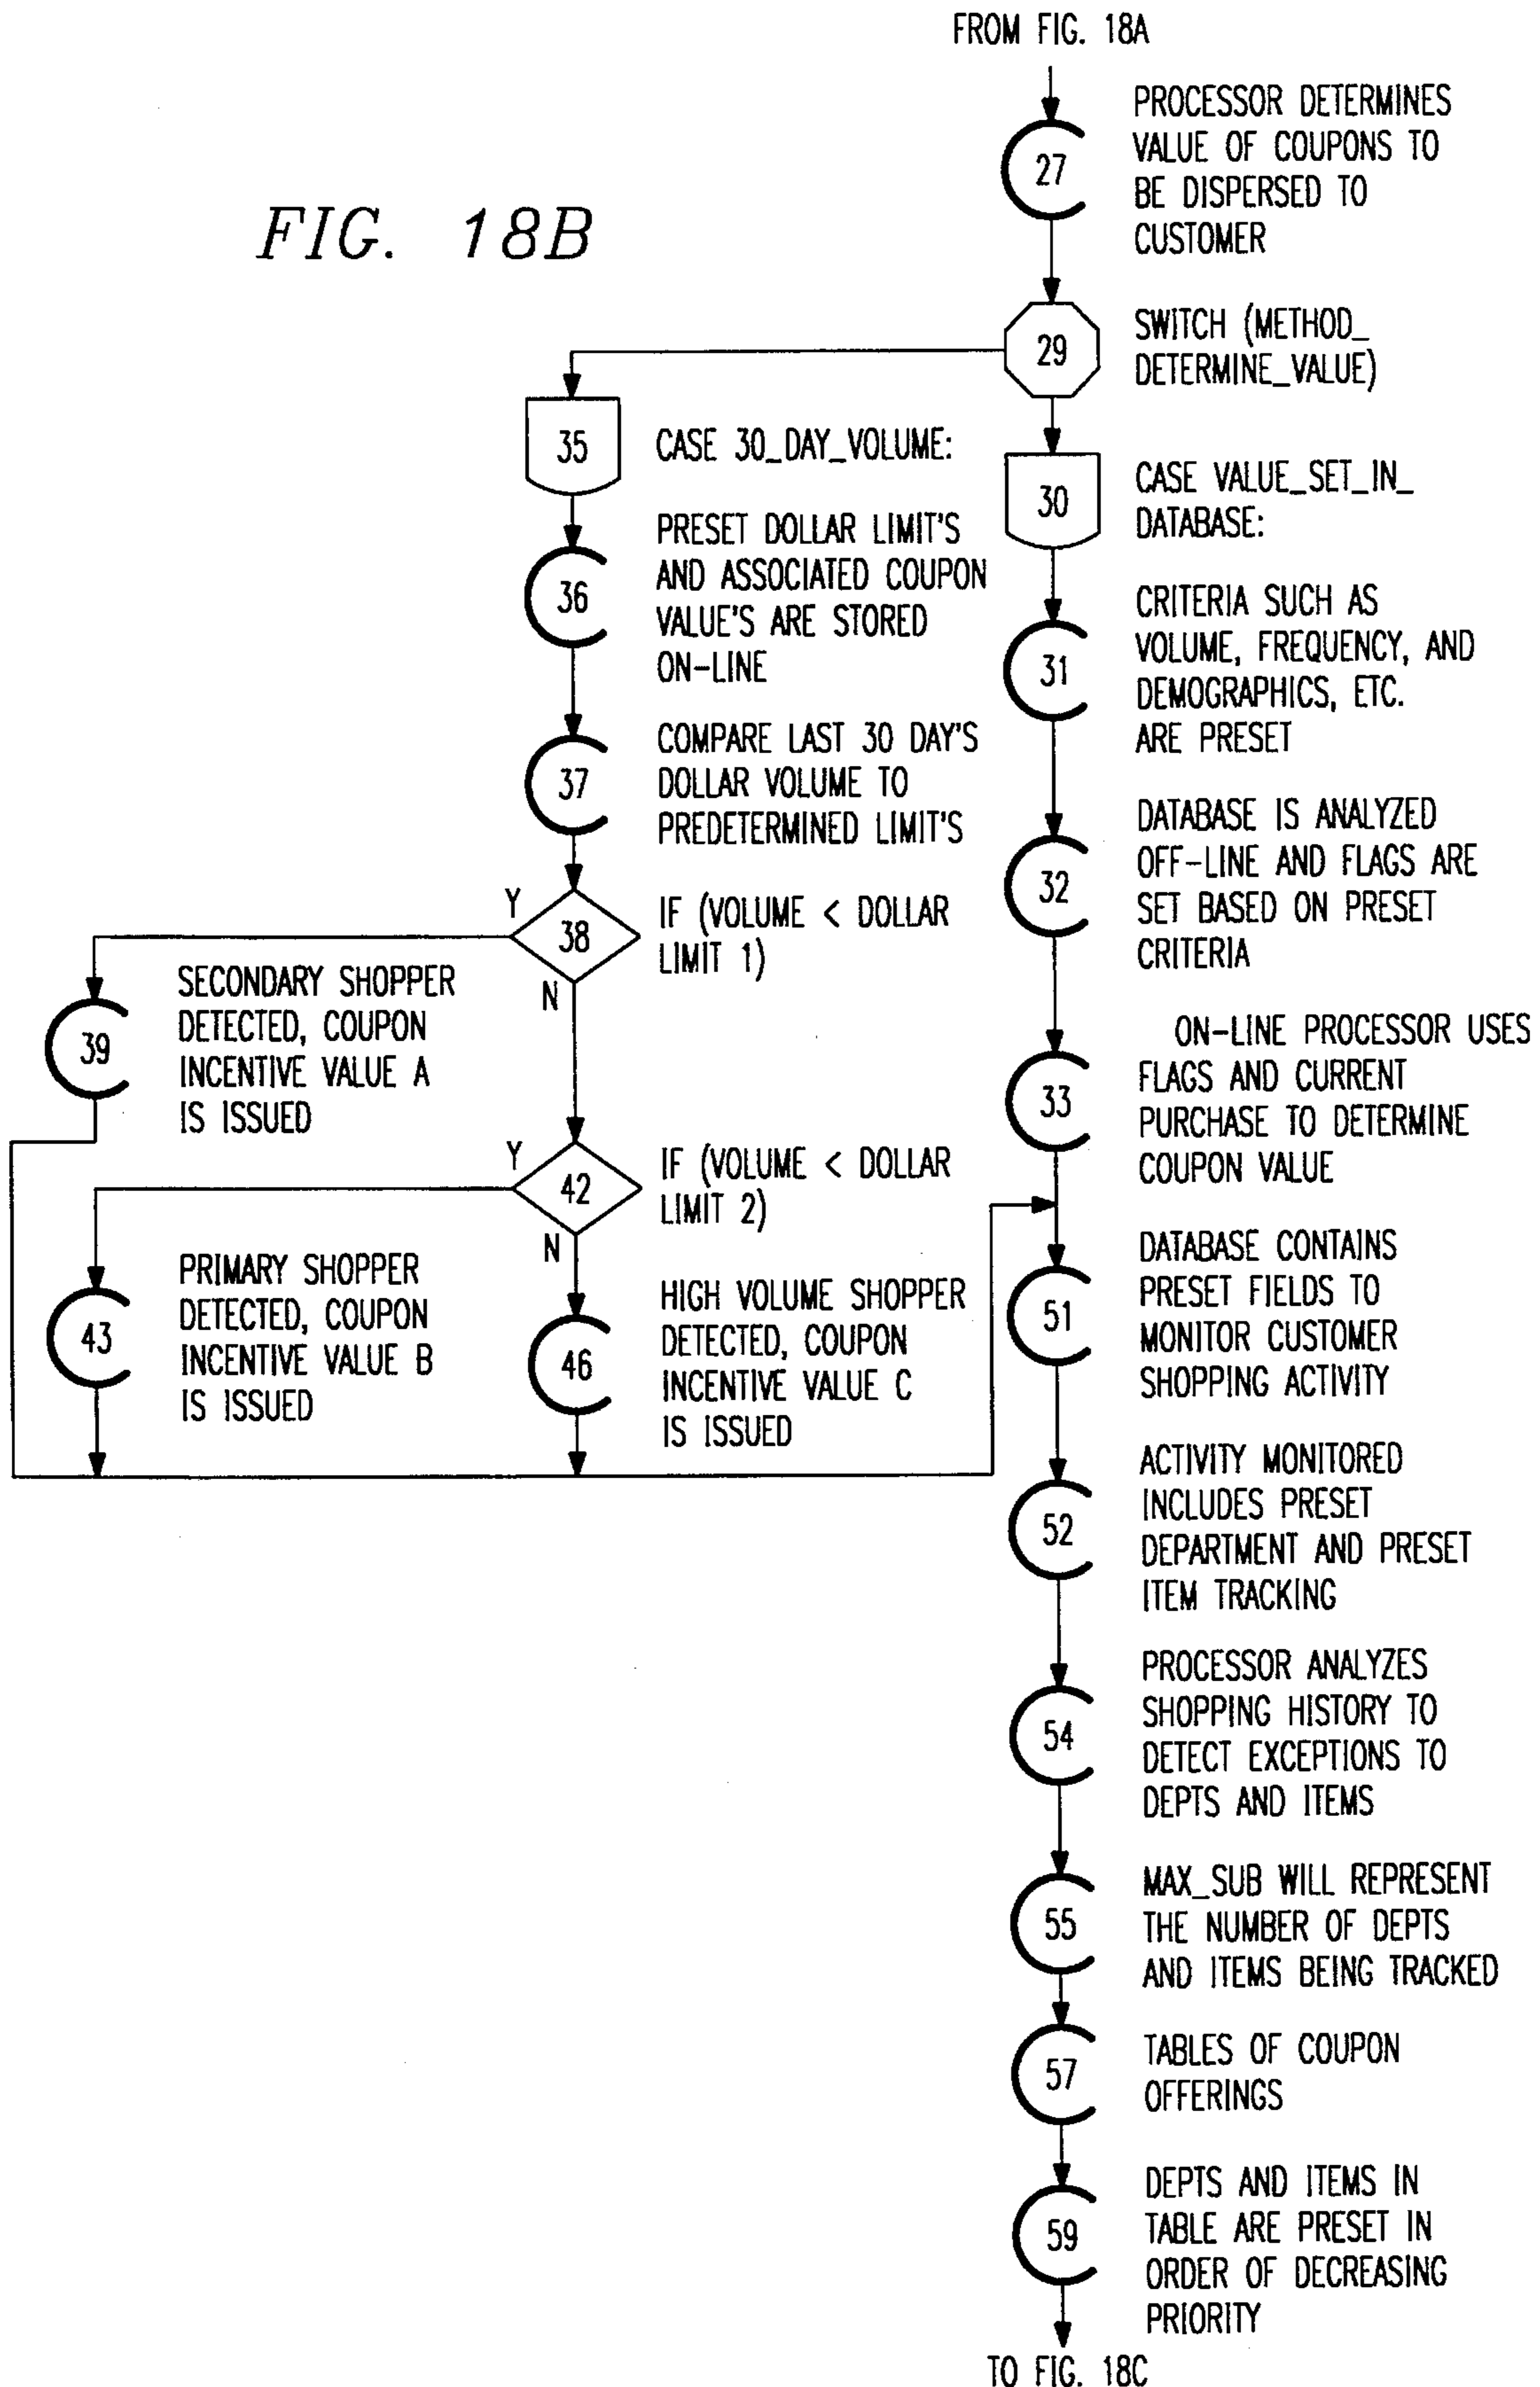 FROM FIG. 18A
PROCESSOR DETERMINES
VALUE OF COUPONS TO
BE DISPERSED TO
CUSTOMER
27
FIG. 18B
29
SWITCH (METHOD_
DETERMINE_VALUE)
35
CASE 30_DAY_VOLUME:
30
CASE VALUE_SET_IN_
DATABASE:
36
PRESET DOLLAR LIMIT'S
AND ASSOCIATED COUPON
VALUE'S ARE STORED
ON-LINE
31
CRITERIA SUCH AS
VOLUME, FREQUENCY, AND
DEMOGRAPHICS, ETC.
ARE PRESET
37
COMPARE LAST 30 DAY'S
DOLLAR VOLUME TO
PREDETERMINED LIMIT'S
32
DATABASE IS ANALYZED
OFF-LINE AND FLAGS ARE
SET BASED ON PRESET
CRITERIA
Y
38
N
IF (VOLUME < DOLLAR
LIMIT 1)
39
SECONDARY SHOPPER
DETECTED, COUPON
INCENTIVE VALUE A
IS ISSUED
33
ON-LINE PROCESSOR USES
FLAGS AND CURRENT
PURCHASE TO DETERMINE
COUPON VALUE
Y
42
N
IF (VOLUME < DOLLAR
LIMIT 2)
43
PRIMARY SHOPPER
DETECTED, COUPON
INCENTIVE VALUE B
IS ISSUED
46
HIGH VOLUME SHOPPER
DETECTED, COUPON
INCENTIVE VALUE C
IS ISSUED
51
DATABASE CONTAINS
PRESET FIELDS TO
MONITOR CUSTOMER
SHOPPING ACTIVITY
52
ACTIVITY MONITORED
INCLUDES PRESET
DEPARTMENT AND PRESET
ITEM TRACKING
54
PROCESSOR ANALYZES
SHOPPING HISTORY TO
DETECT EXCEPTIONS TO
DEPTS AND ITEMS
55
MAX_SUB WILL REPRESENT
THE NUMBER OF DEPTS
AND ITEMS BEING TRACKED
57
TABLES OF COUPON
OFFERINGS
59
DEPTS AND ITEMS IN
TABLE ARE PRESET IN
ORDER OF DECREASING
PRIORITY
TO FIG. 18C